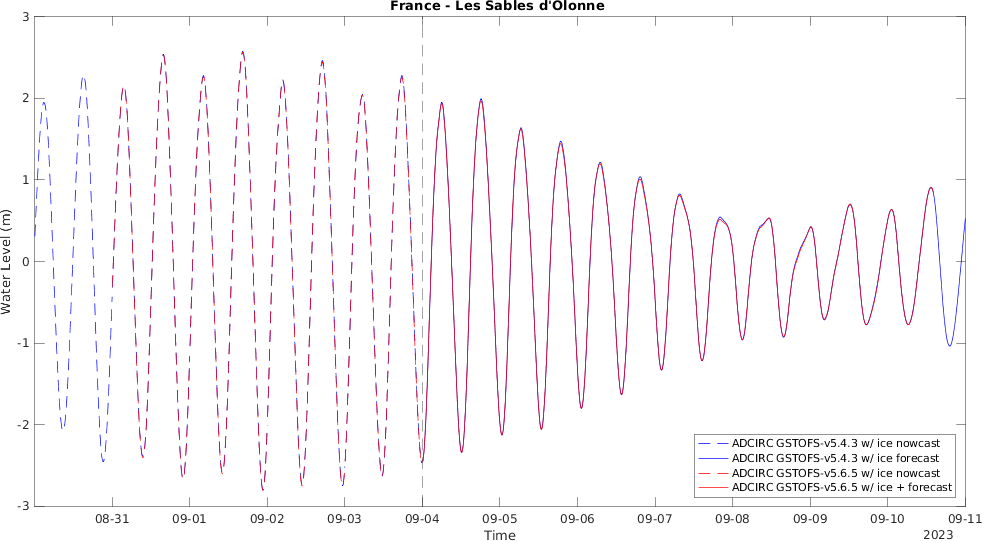 France - Les Sables d'Olonne
3
2
1
0
-1
-2
-3
Water Level (m)
ADCIRC GSTOFS-v5.4.3 w/ ice nowcast
ADCIRC GSTOFS-v5.4.3 w/ ice forecast
ADCIRC GSTOFS-v5.6.5 w/ ice nowcast
ADCIRC GSTOFS-v5.6.5 w/ ice + forecast
08-31 09-01 09-02 09-03 09-04 09-05 09-06 09-07 09-08 09-09 09-10 09-11
Time 2023